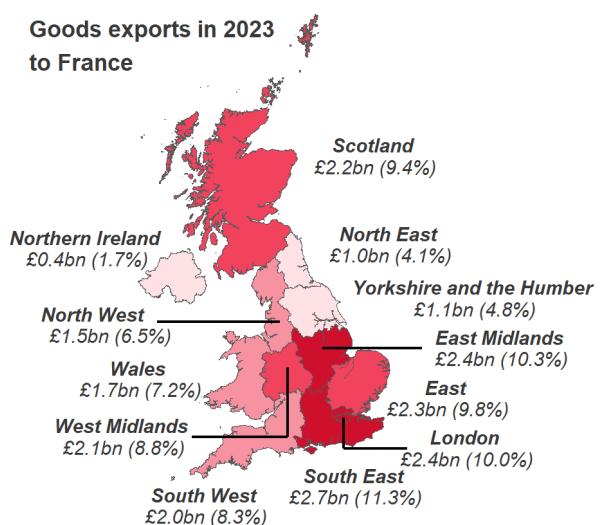 Goods exports in 2023
to France
Scotland
£2.2bn (9.4%)
Northern Ireland
£0.4bn (1.7%)
North East
£1.0bn (4.1%)
Yorkshire and the Humber
£1.1bn (4.8%)
North West
£1.5bn (6.5%)
East Midlands
£2.4bn (10.3%)
Wales
£1.7bn (7.2%)
East
£2.3bn (9.8%)
West Midlands
£2.1bn (8.8%)
London
£2.4bn (10.0%)
South East
£2.7bn (11.3%)
South West
£2.0bn (8.3%)